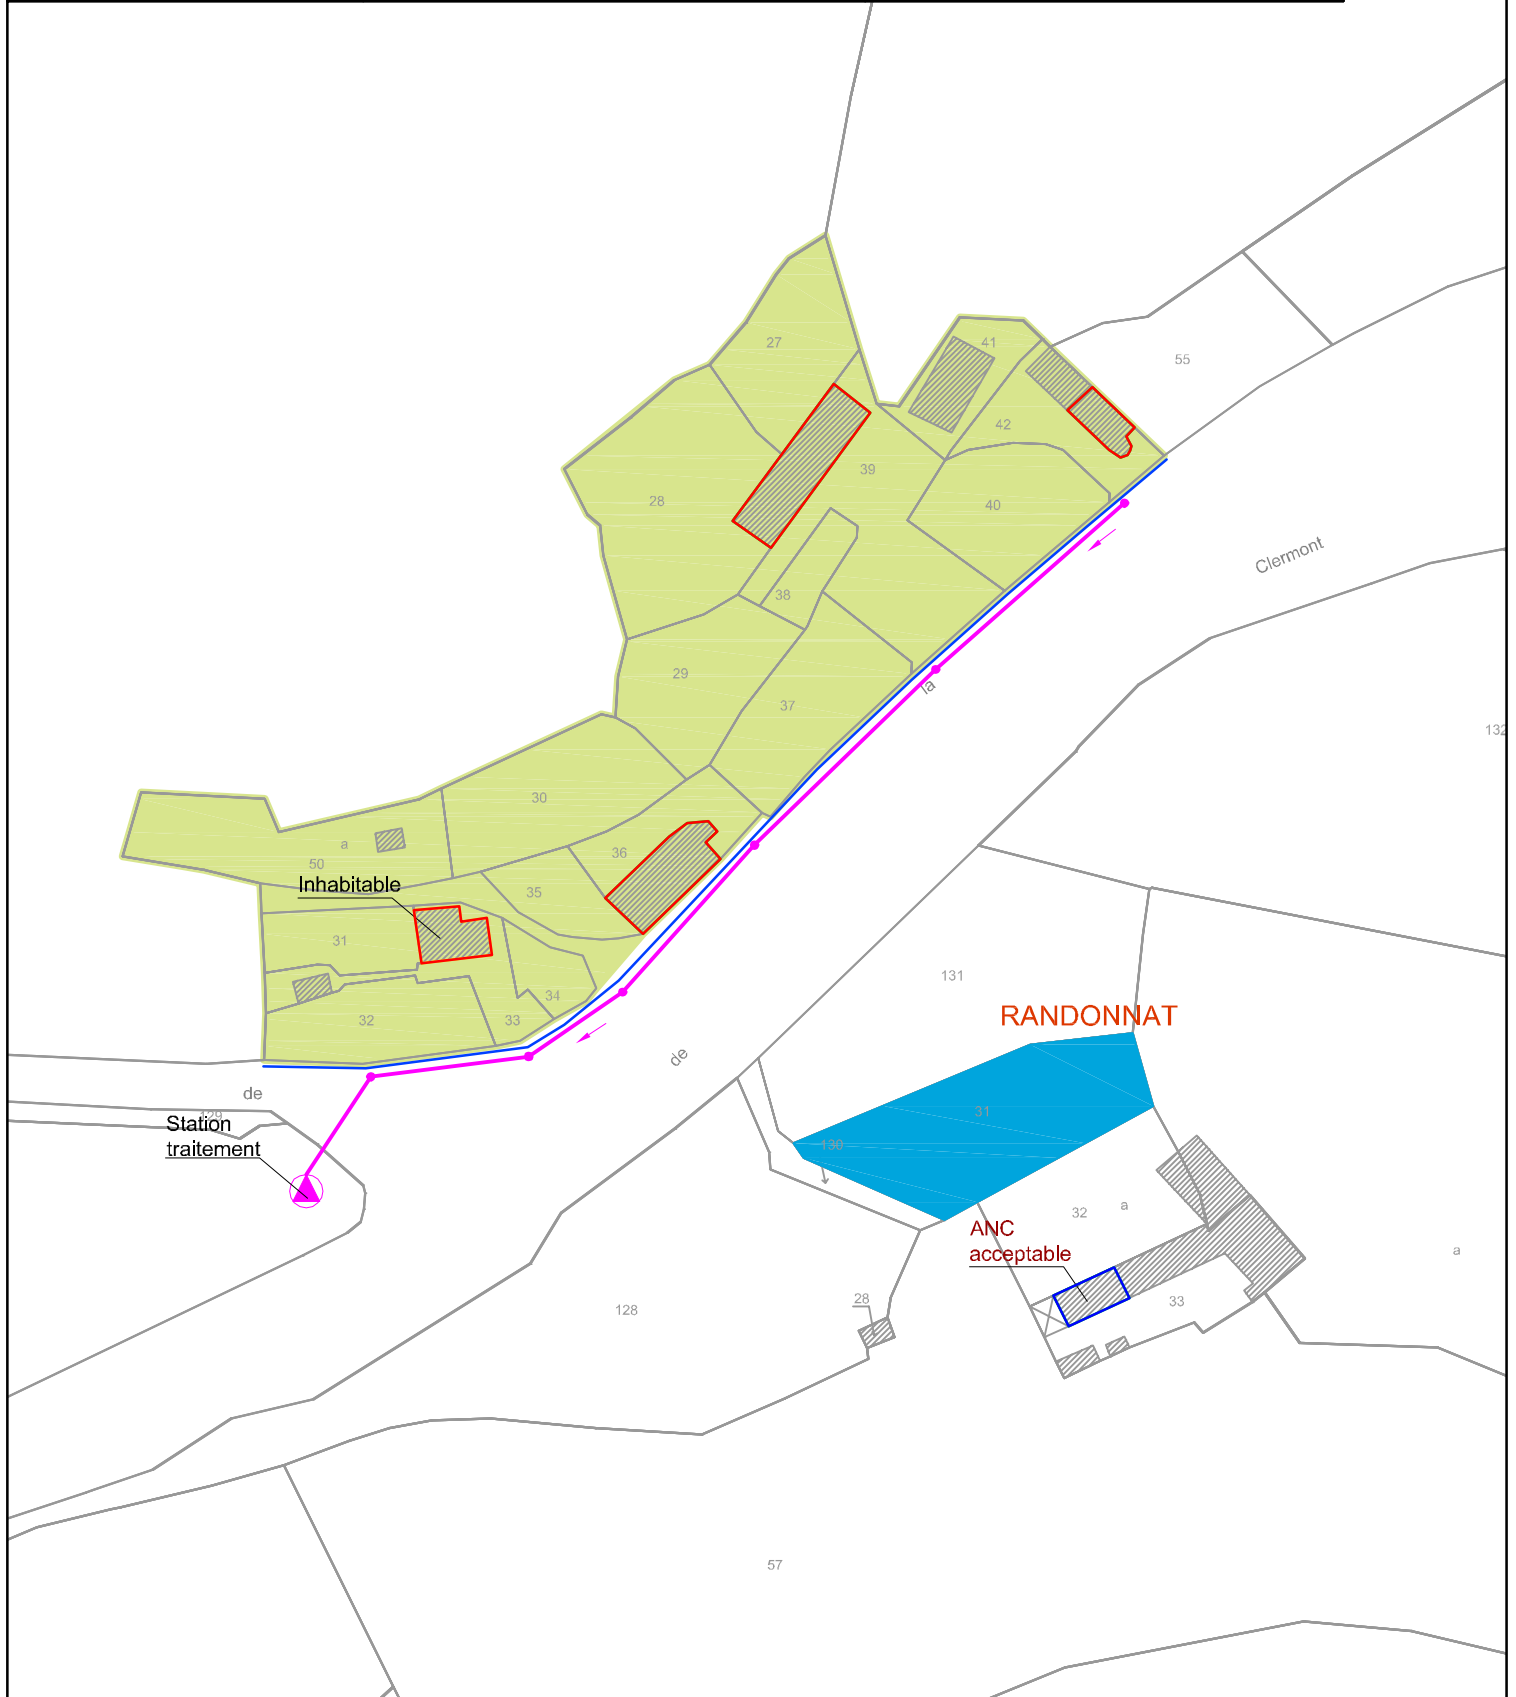 27
41
55
42
39
28
40
Clermont
38
29
la
37
132
30
a
36
50
Inhabitable
35
31
131
34
RANDONNAT
32
33
de
de
129
31
Station
traitement
130
32
a
ANC
acceptable
a
28
33
128
57